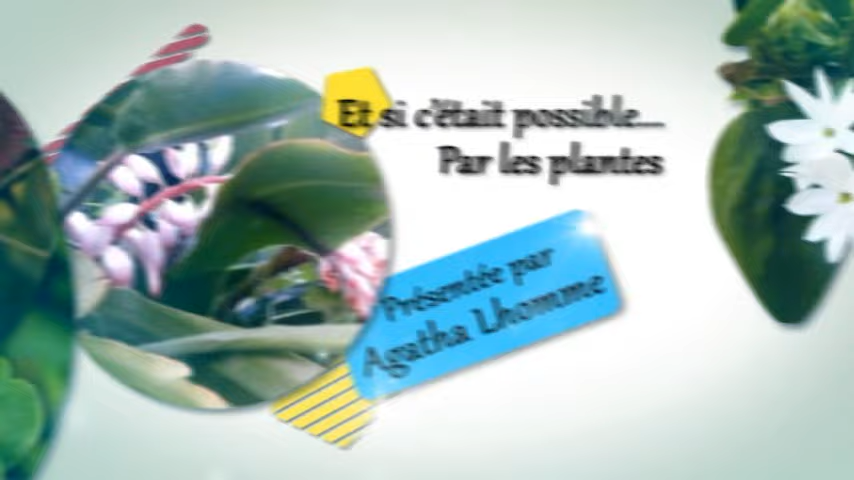 Et si c'était possible...
Par les plantes
Présentée par
Agatha Lhomme